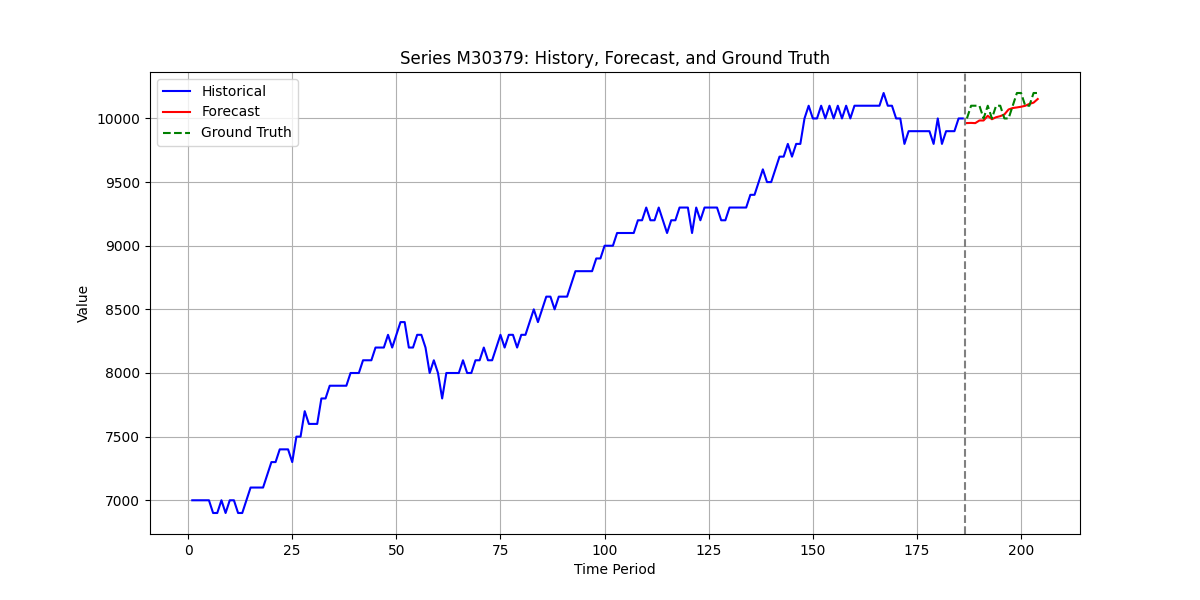 Series M30379: History, Forecast, and Ground Truth
Historical
Forecast
Ground Truth
10000
9500
9000
8500
8000
7500
7000
Value
0 25 50 75 100 125 150 175 200
Time Period